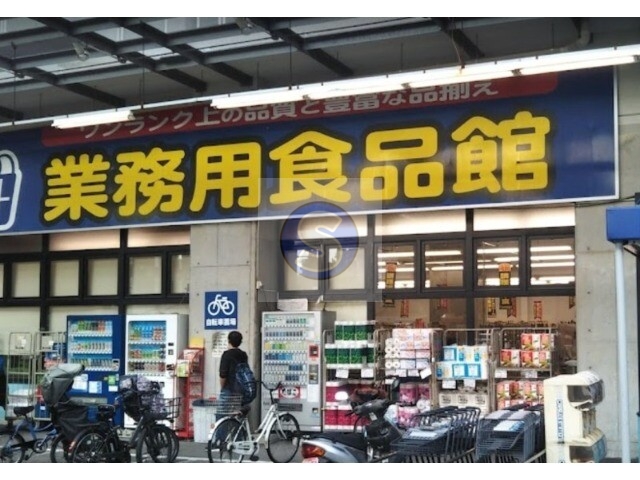 ワンランク上の品質と豊富な品揃え
業務用食品館
自転車置場
S